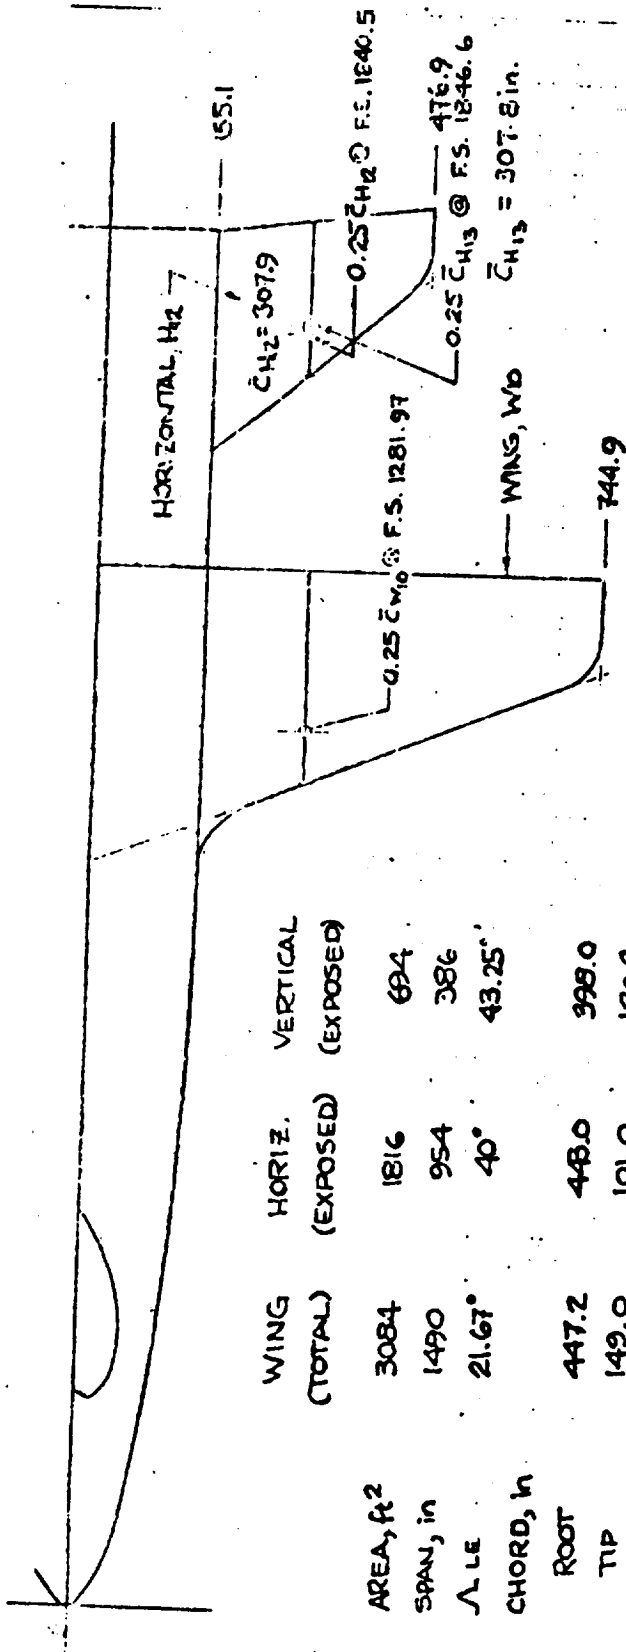 HORIZONTAL, H12
155.1
C̄H12 = 307.9
0.25 C̄H12 @ F.S. 1840.5
476.9
0.25 C̄H13 @ F.S. 1846.6
C̄H13 = 307.8 in.
0.25 C̄W10 @ F.S. 1281.97
WING, W10
744.9
WING HORIZ. VERTICAL
(TOTAL) (EXPOSED) (EXPOSED)
AREA, ft² 3084 1816 694
SPAN, in 1490 954 386
Λ LE 21.67° 40° 43.25°
CHORD, in
ROOT 447.2 448.0 398.0
TIP 149.0 101.0